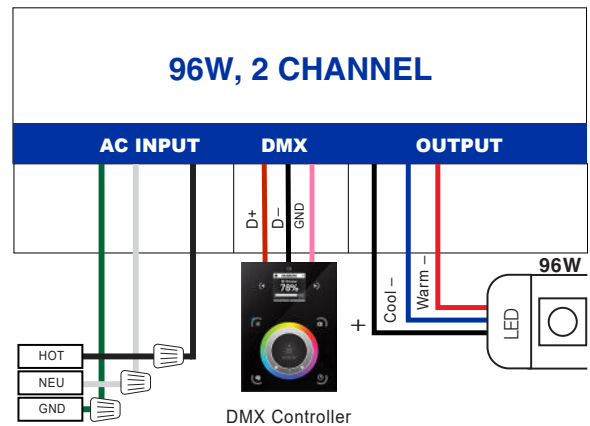 96W, 2 CHANNEL
AC INPUT
DMX
OUTPUT
D+
D–
GND
+
Cool –
Warm –
96W
LED
78%
HOT
NEU
GND
DMX Controller